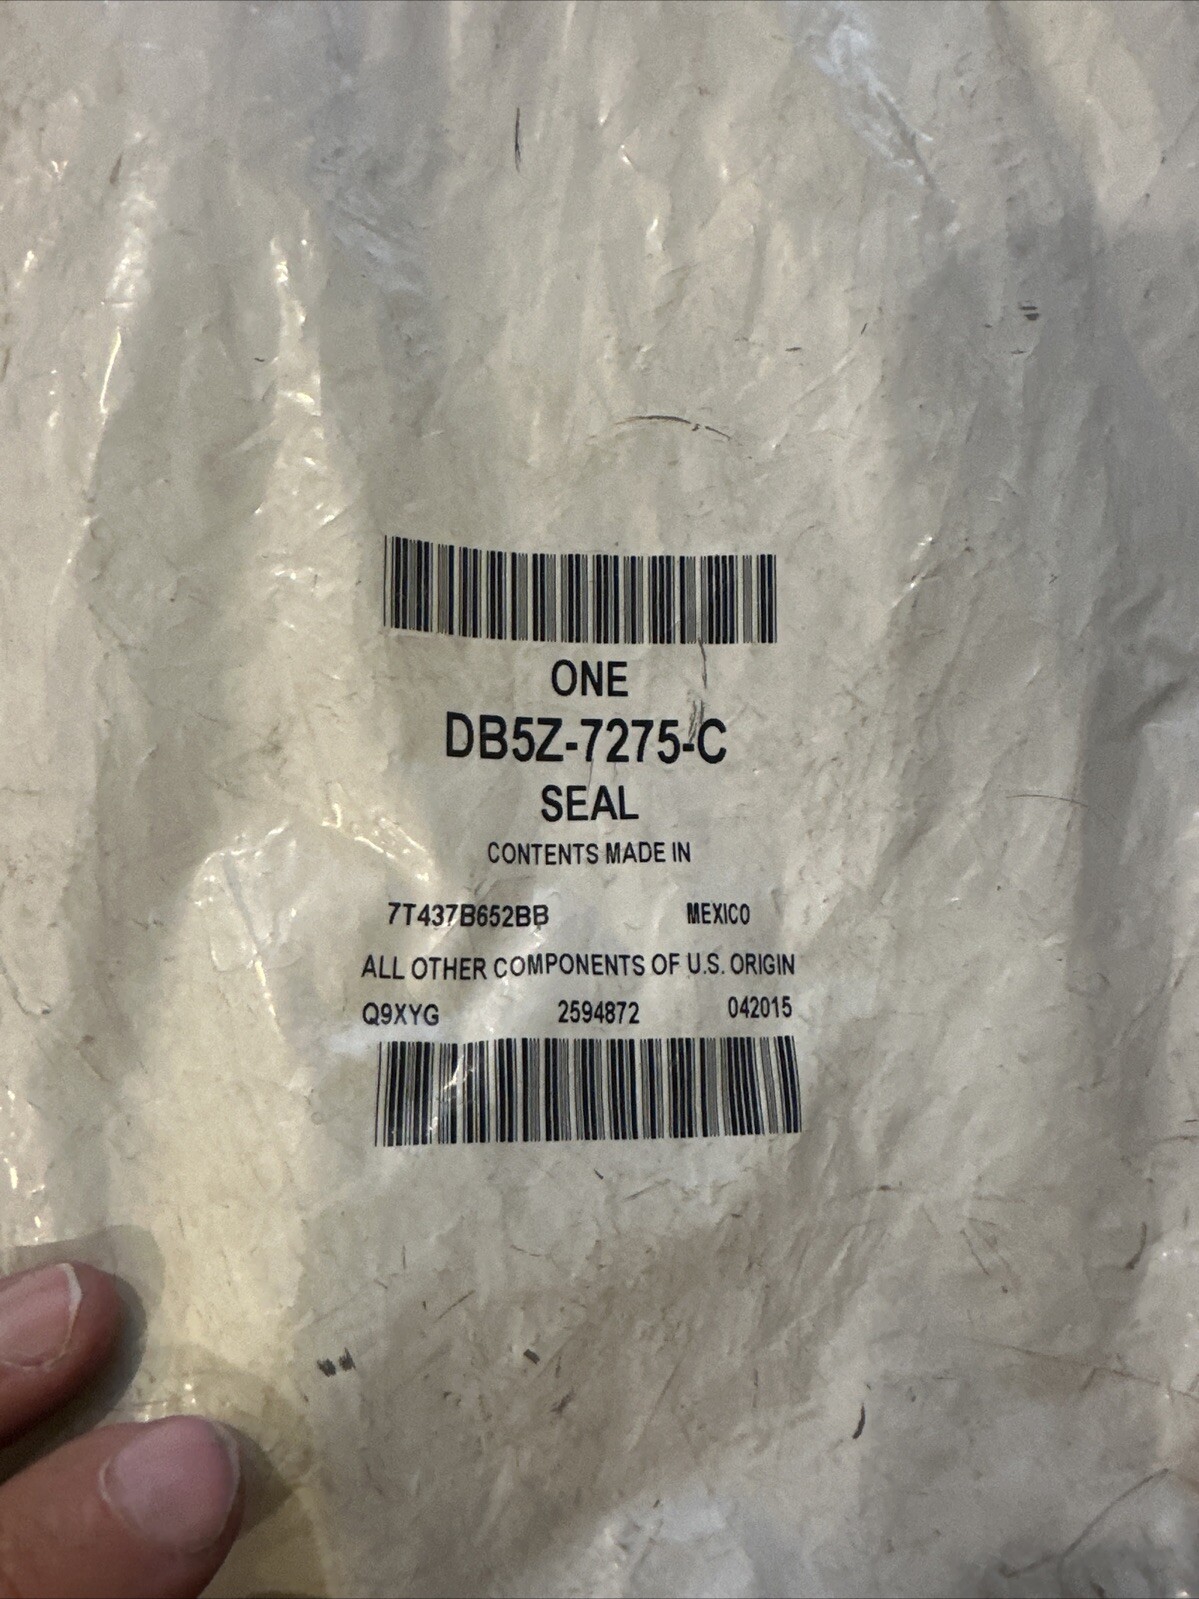 ONE
DB5Z-7275-C
SEAL
CONTENTS MADE IN
7T437B652BB MEXICO
ALL OTHER COMPONENTS OF U.S. ORIGIN
Q9XYG 2594872 042015